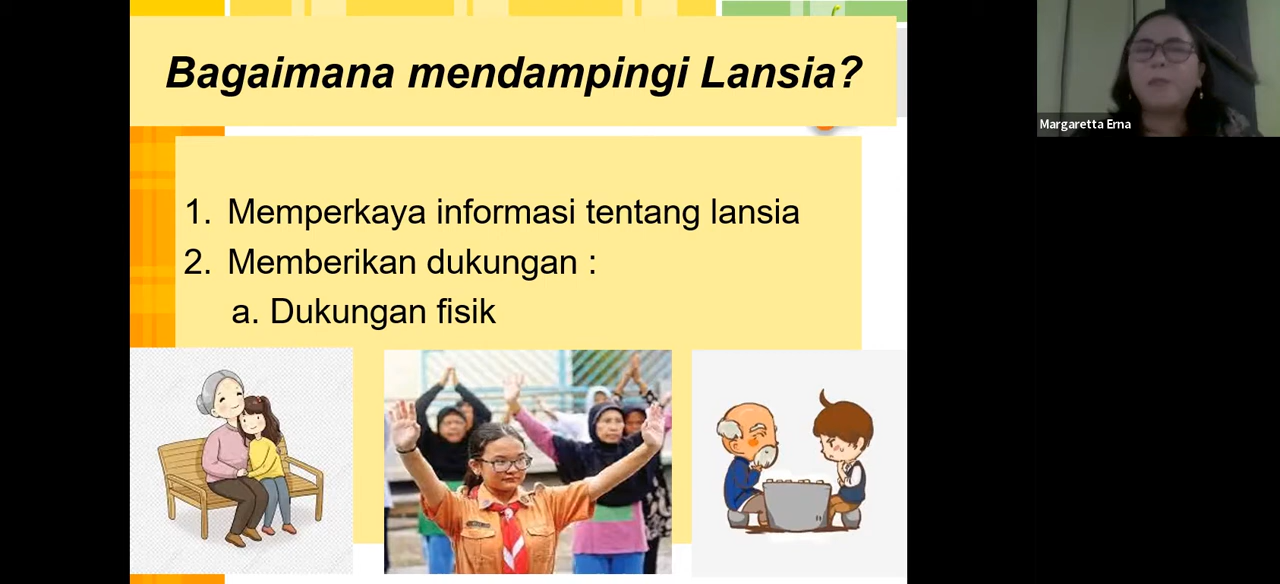 Bagaimana mendampingi Lansia?
1. Memperkaya informasi tentang lansia
2. Memberikan dukungan :
a. Dukungan fisik
Margaretta Erna